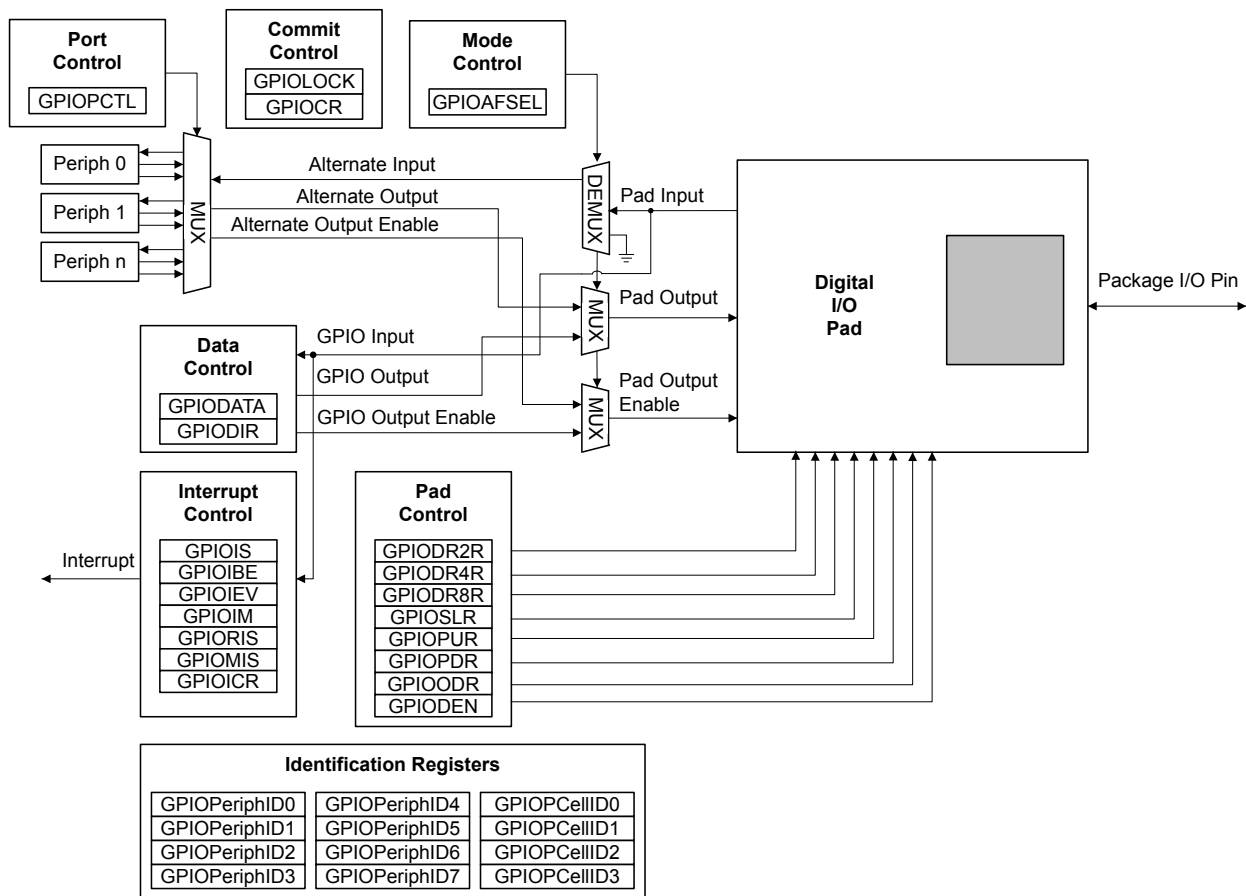 Port
Control
GPIOPCTL
Commit
Control
GPIOLOCK
GPIOCR
Mode
Control
GPIOAFSEL
Periph 0
Periph 1
Periph n
MUX
Alternate Input
Alternate Output
Alternate Output Enable
DEMUX
Pad Input
MUX
Pad Output
MUX
Pad Output
Enable
Digital
I/O
Pad
Package I/O Pin
Data
Control
GPIODATA
GPIODIR
GPIO Input
GPIO Output
GPIO Output Enable
Interrupt
Control
GPIOIS
GPIOIBE
GPIOIEV
GPIOIM
GPIORIS
GPIOMIS
GPIOICR
Interrupt
Pad
Control
GPIODR2R
GPIODR4R
GPIODR8R
GPIOSLR
GPIOPUR
GPIOPDR
GPIOODR
GPIODEN
Identification Registers
GPIOPeriphID0
GPIOPeriphID1
GPIOPeriphID2
GPIOPeriphID3
GPIOPeriphID4
GPIOPeriphID5
GPIOPeriphID6
GPIOPeriphID7
GPIOPCellID0
GPIOPCellID1
GPIOPCellID2
GPIOPCellID3